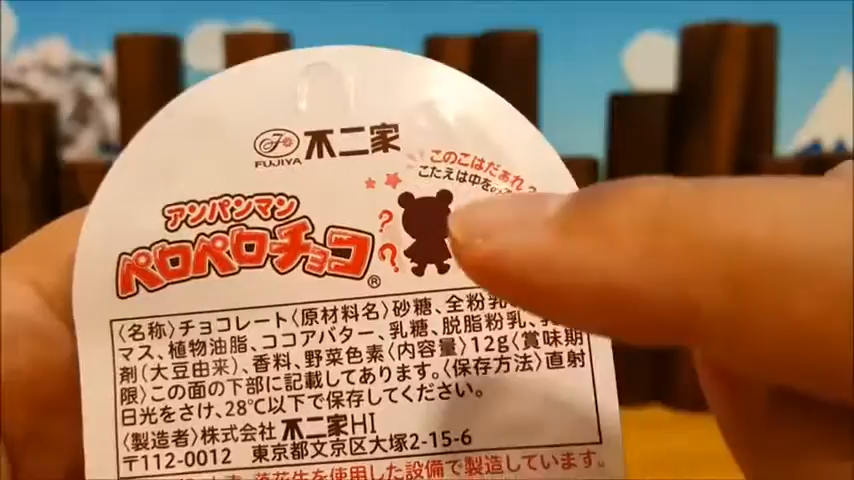 不二家
FUJIYA
このこはだぁれ?
こたえは中を
アンパンマン
ペロペロチョコ®
? ?
〈名称〉チョコレート〈原材料名〉砂糖、全粉乳
マス、植物油脂、ココアバター、乳糖、脱脂粉乳、
剤(大豆由来)、香料、野菜色素〈内容量〉12g〈賞味期
限〉この面の下部に別途記載してあります。〈保存方法〉直射
日光をさけ、28℃以下で保存してください。
〈製造者〉株式会社不二家HI
〒112-0012 東京都文京区大塚2-15-6
落花生を使用した設備で製造しています。